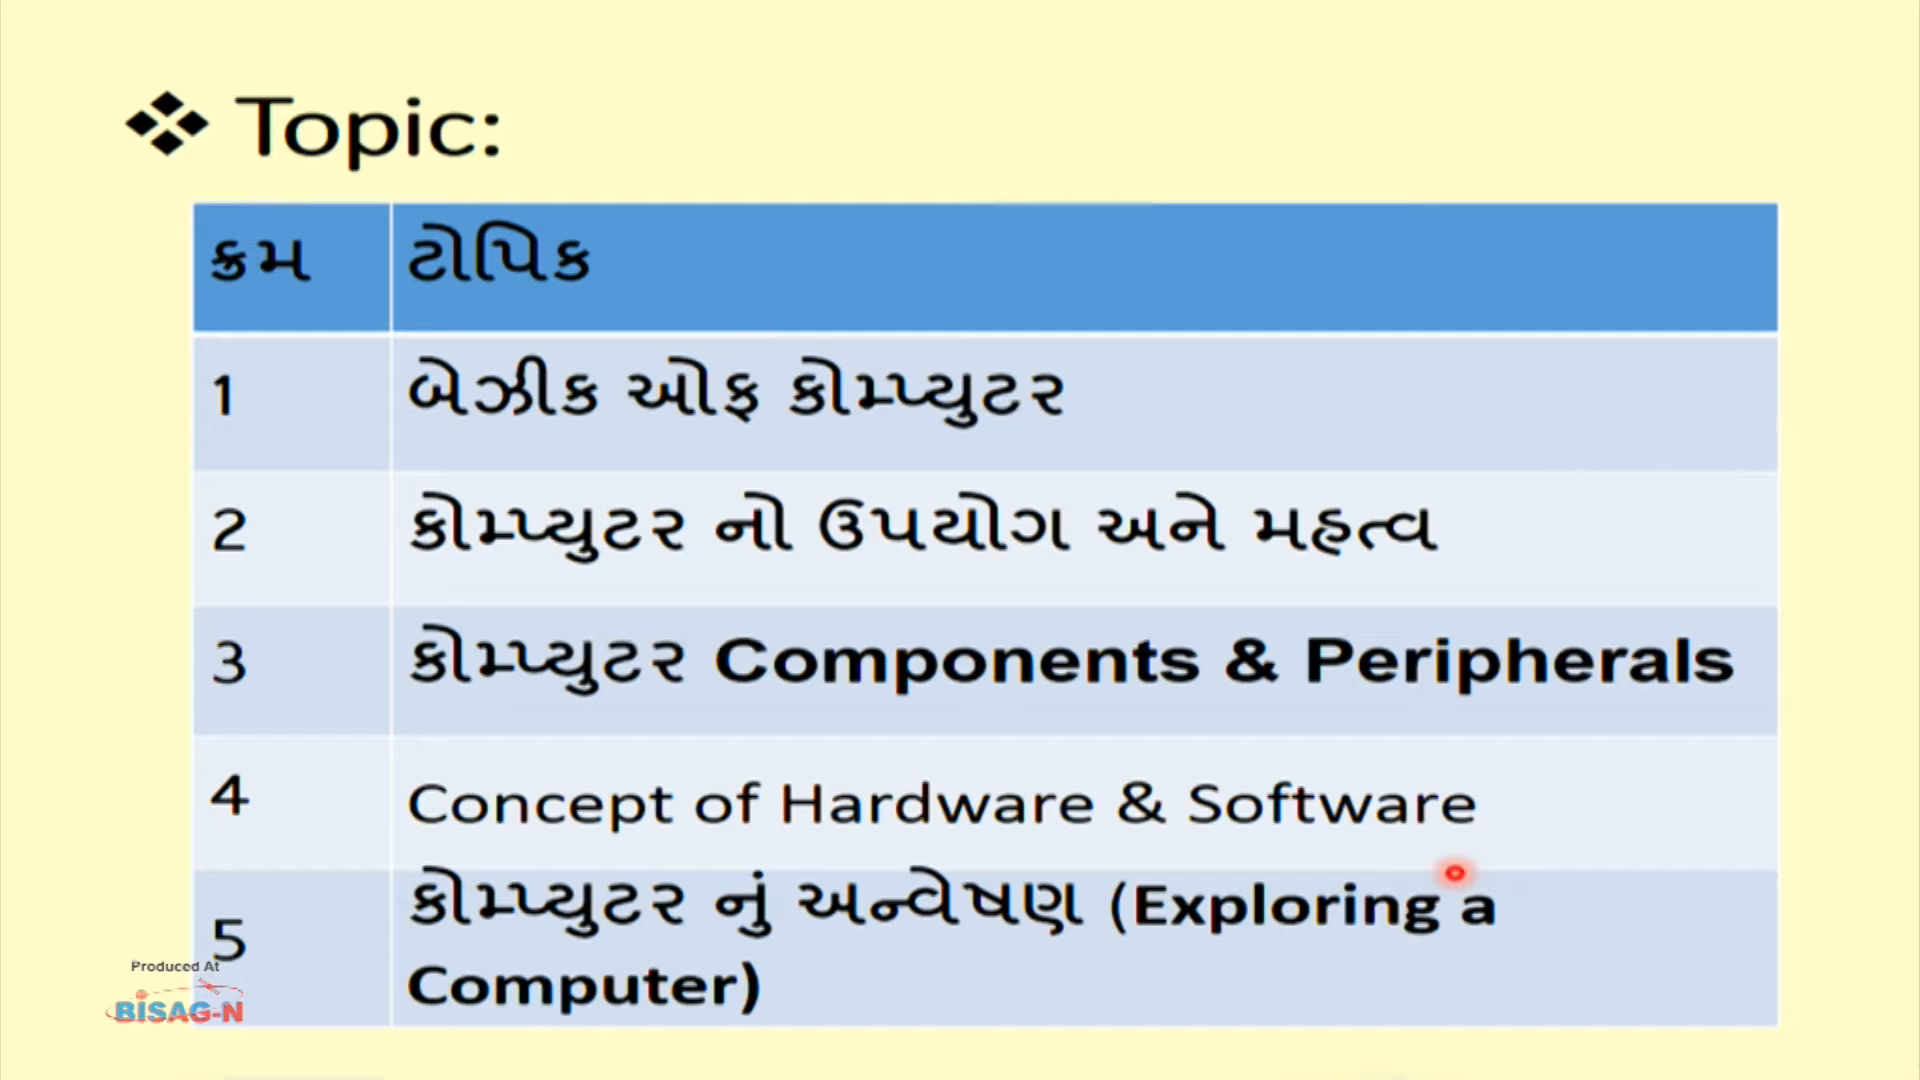 ❖ Topic:
ક્રમ ટોપિક
1 બેઝીક ઓફ કોમ્પ્યુટર
2 કોમ્પ્યુટર નો ઉપયોગ અને મહત્વ
3 કોમ્પ્યુટર Components & Peripherals
4 Concept of Hardware & Software
5 કોમ્પ્યુટર નું અન્વેષણ (Exploring a
Computer)
Produced At
BISAG-N